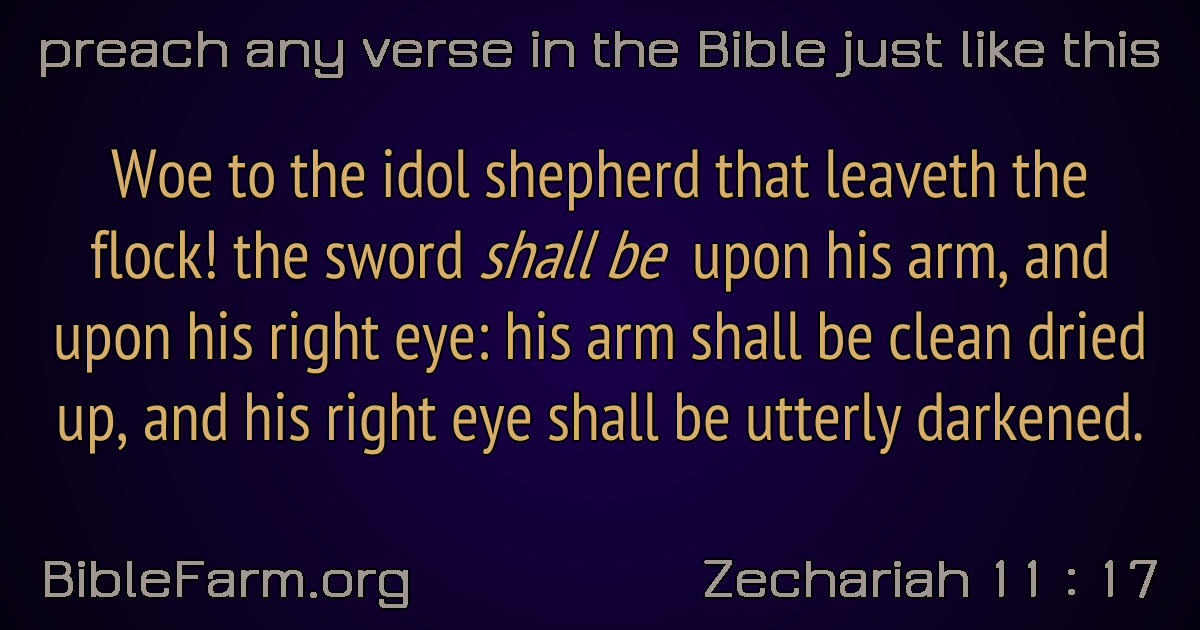 preach any verse in the Bible just like this
Woe to the idol shepherd that leaveth the
flock! the sword shall be upon his arm, and
upon his right eye: his arm shall be clean dried
up, and his right eye shall be utterly darkened.
BibleFarm.org
Zechariah 11 : 17